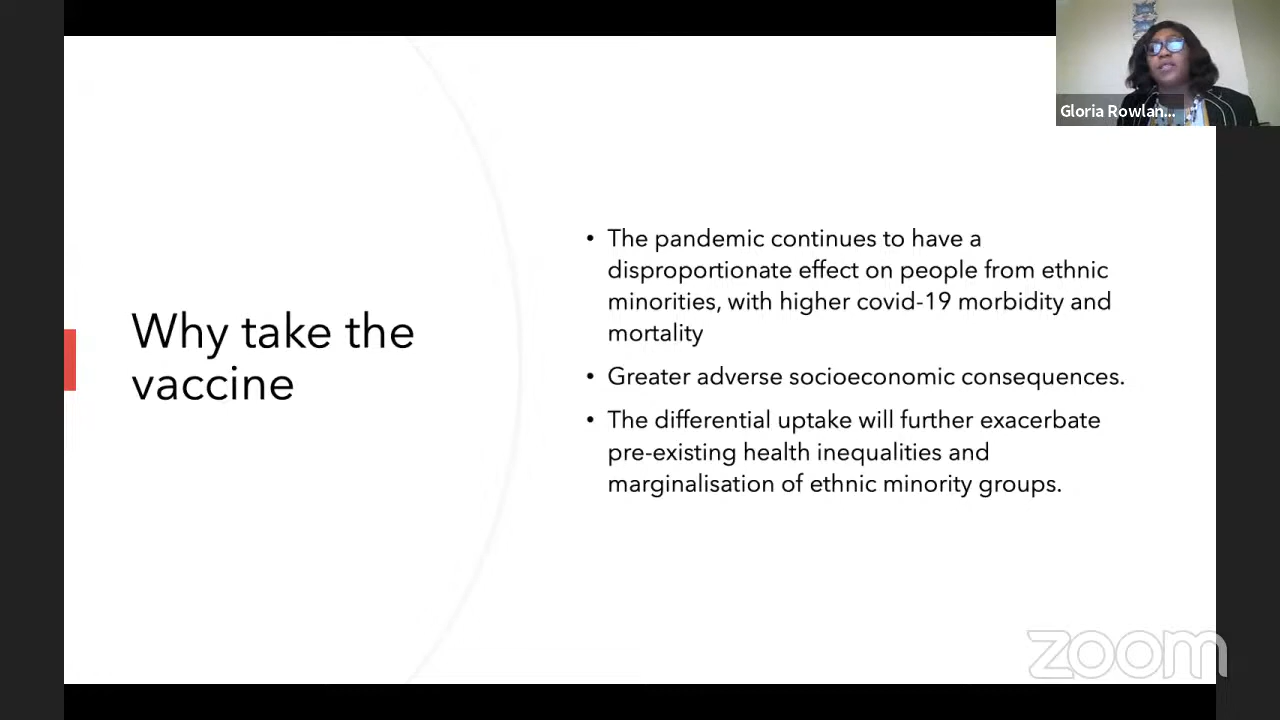 Gloria Rowlan...
Why take the
vaccine
• The pandemic continues to have a
disproportionate effect on people from ethnic
minorities, with higher covid-19 morbidity and
mortality
• Greater adverse socioeconomic consequences.
• The differential uptake will further exacerbate
pre-existing health inequalities and
marginalisation of ethnic minority groups.
zoom